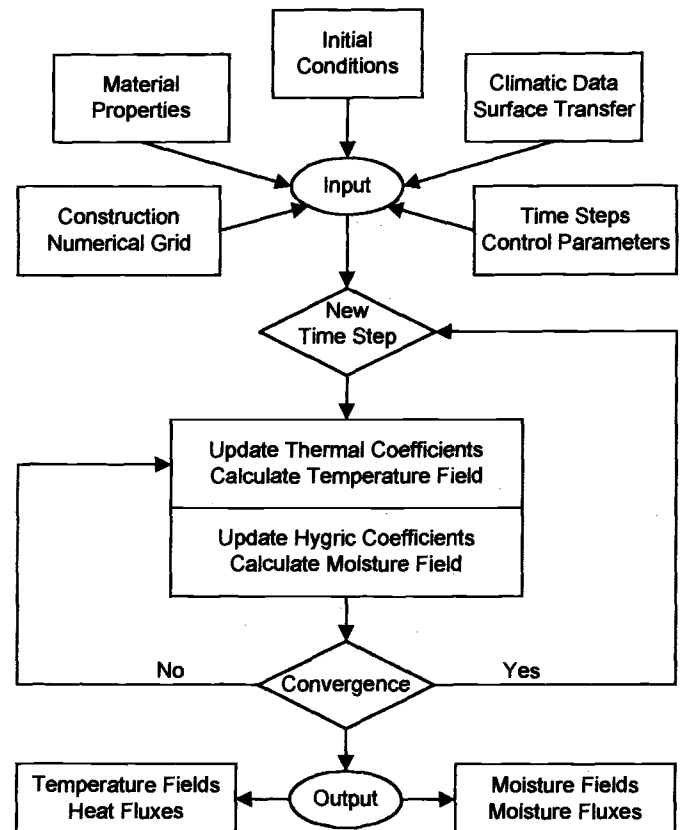 Initial
Conditions
Material
Properties
Climatic Data
Surface Transfer
Input
Construction
Numerical Grid
Time Steps
Control Parameters
New
Time Step
Update Thermal Coefficients
Calculate Temperature Field
Update Hygric Coefficients
Calculate Moisture Field
No
Convergence
Yes
Temperature Fields
Heat Fluxes
Output
Moisture Fields
Moisture Fluxes